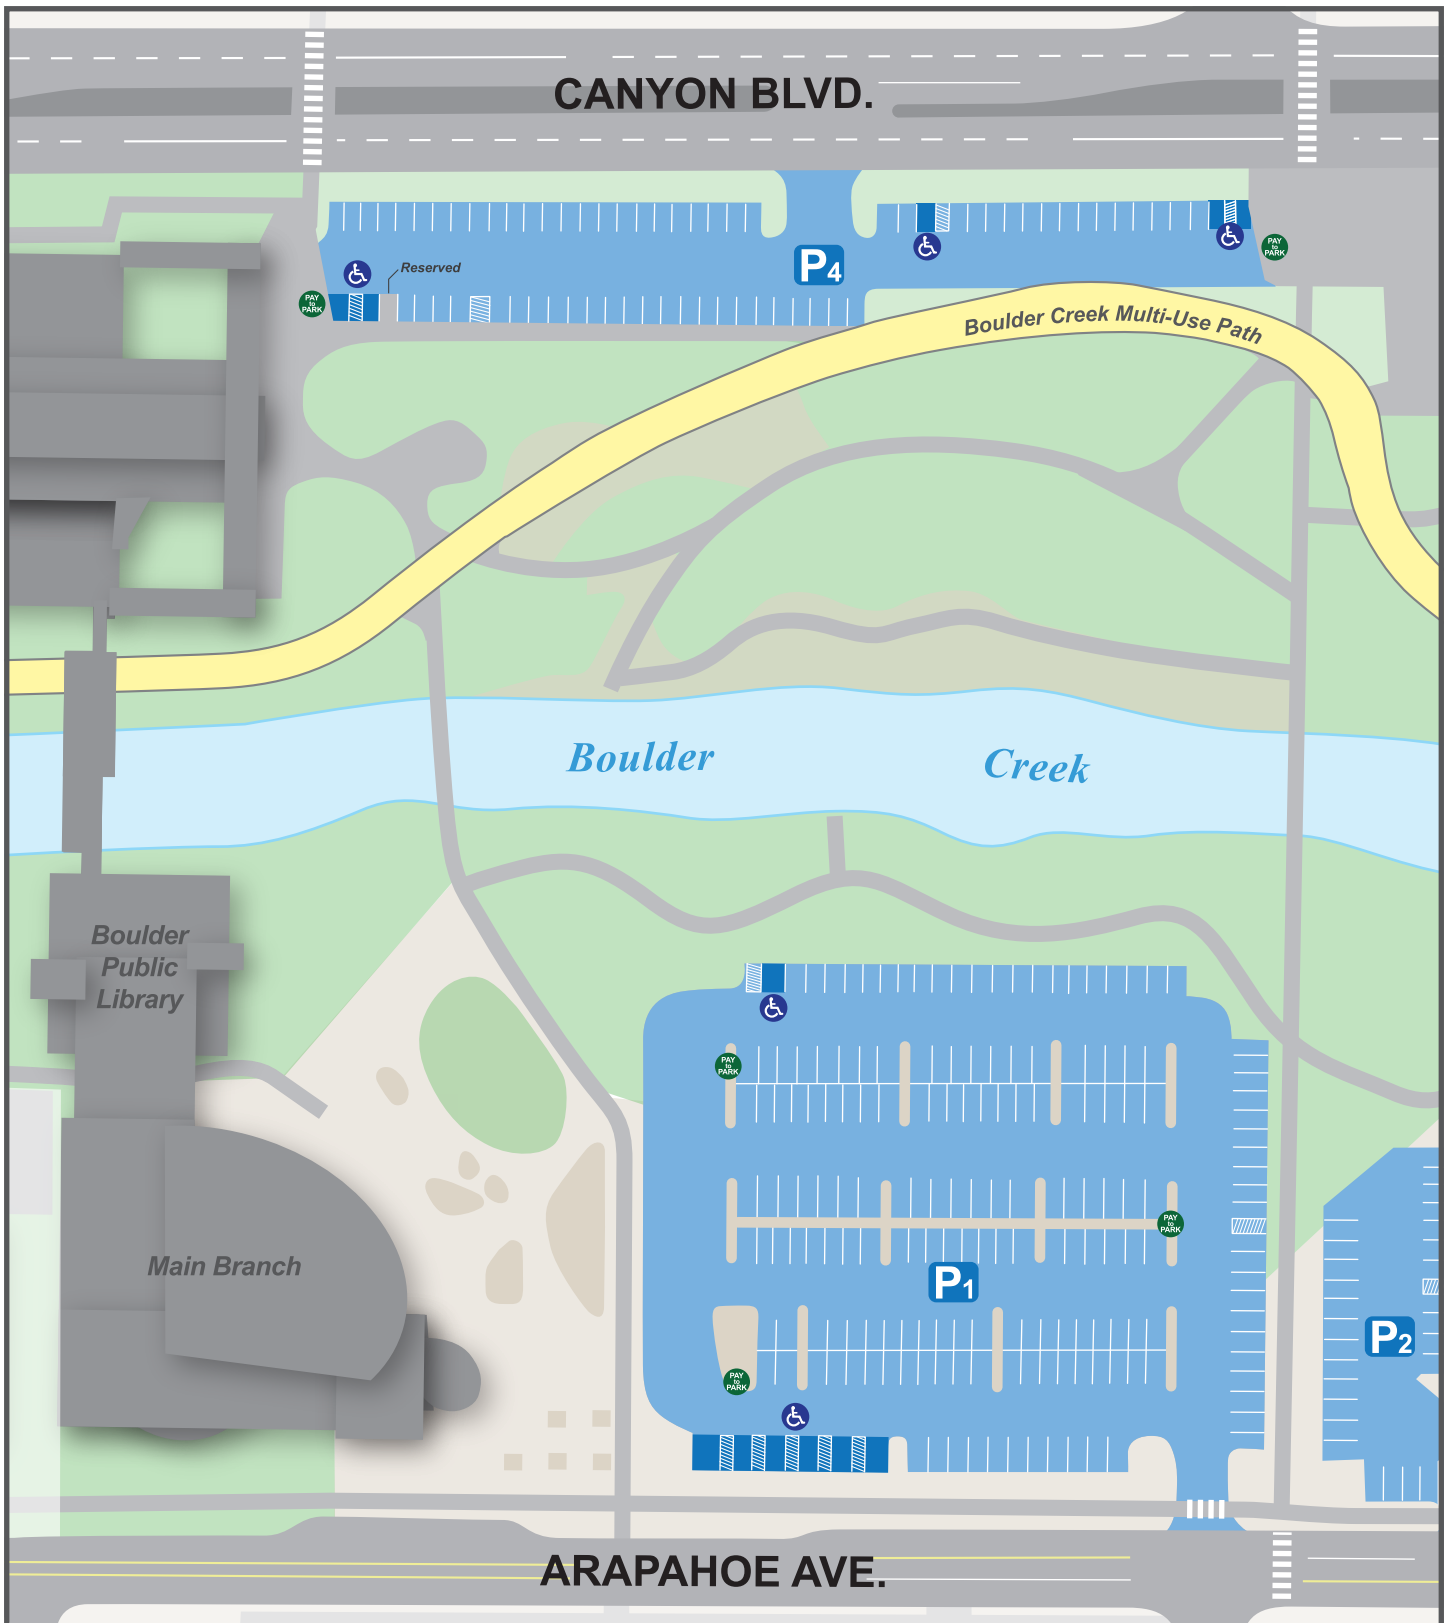 CANYON BLVD.
Reserved
P4
PAY
to
PARK
PAY
to
PARK
Boulder Creek Multi-Use Path
Boulder Creek
Boulder
Public
Library
PAY
to
PARK
PAY
to
PARK
Main Branch
P1
P2
PAY
to
PARK
ARAPAHOE AVE.